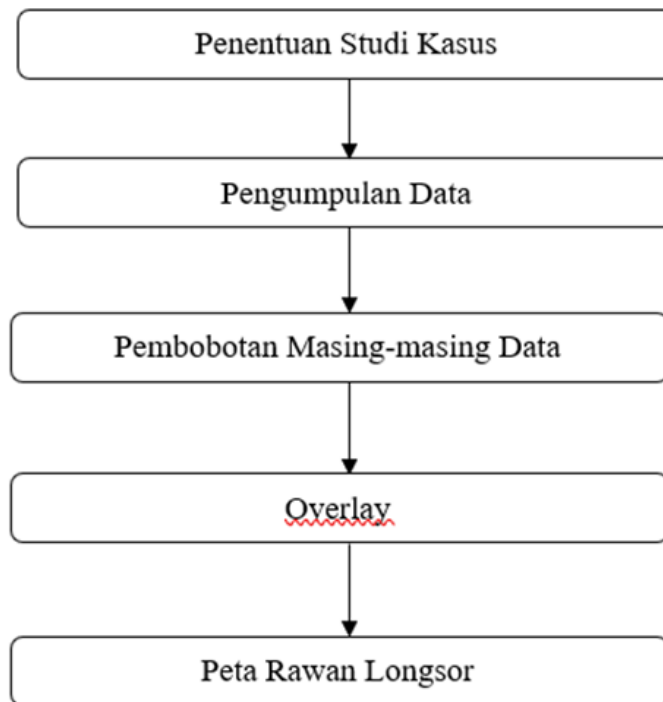 Penentuan Studi Kasus
Pengumpulan Data
Pembobotan Masing-masing Data
Overlay
Peta Rawan Longsor